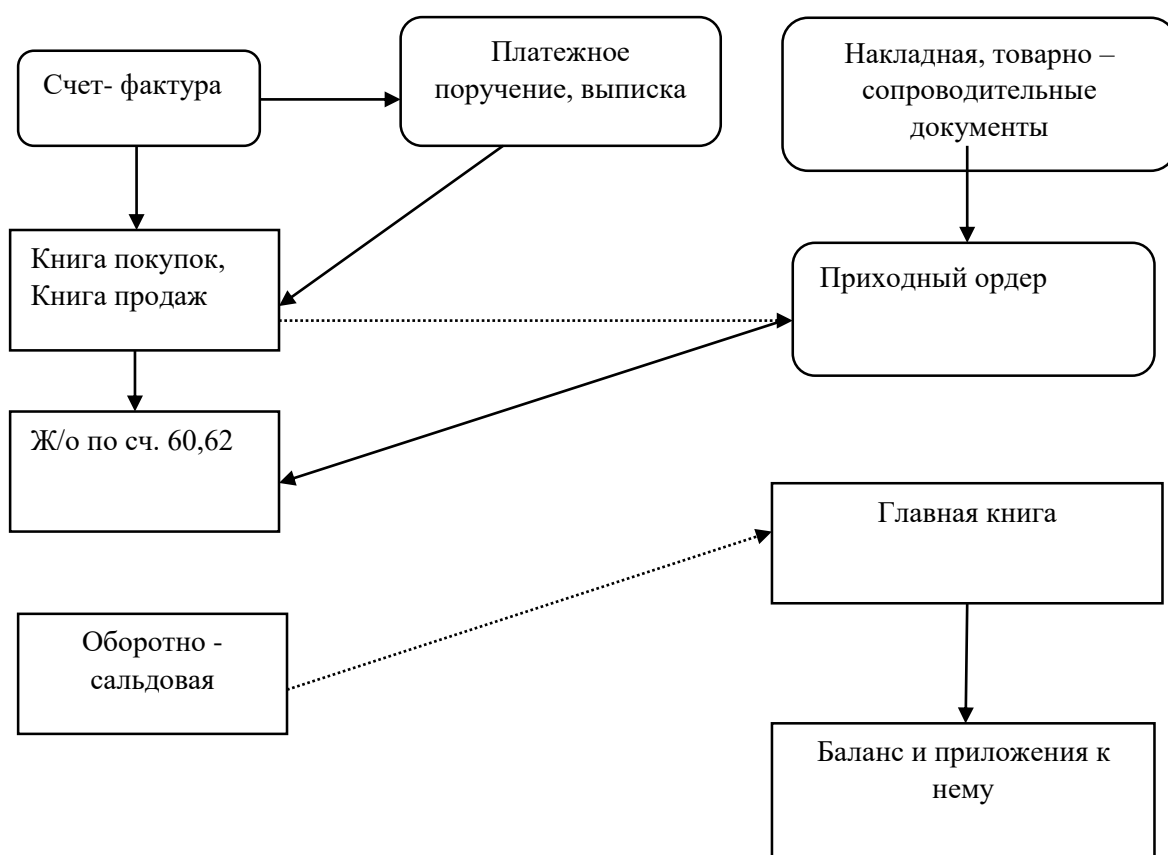 Счет- фактура
Платежное
поручение, выписка
Накладная, товарно –
сопроводительные
документы
Книга покупок,
Книга продаж
Приходный ордер
Ж/о по сч. 60,62
Главная книга
Оборотно -
сальдовая
Баланс и приложения к
нему